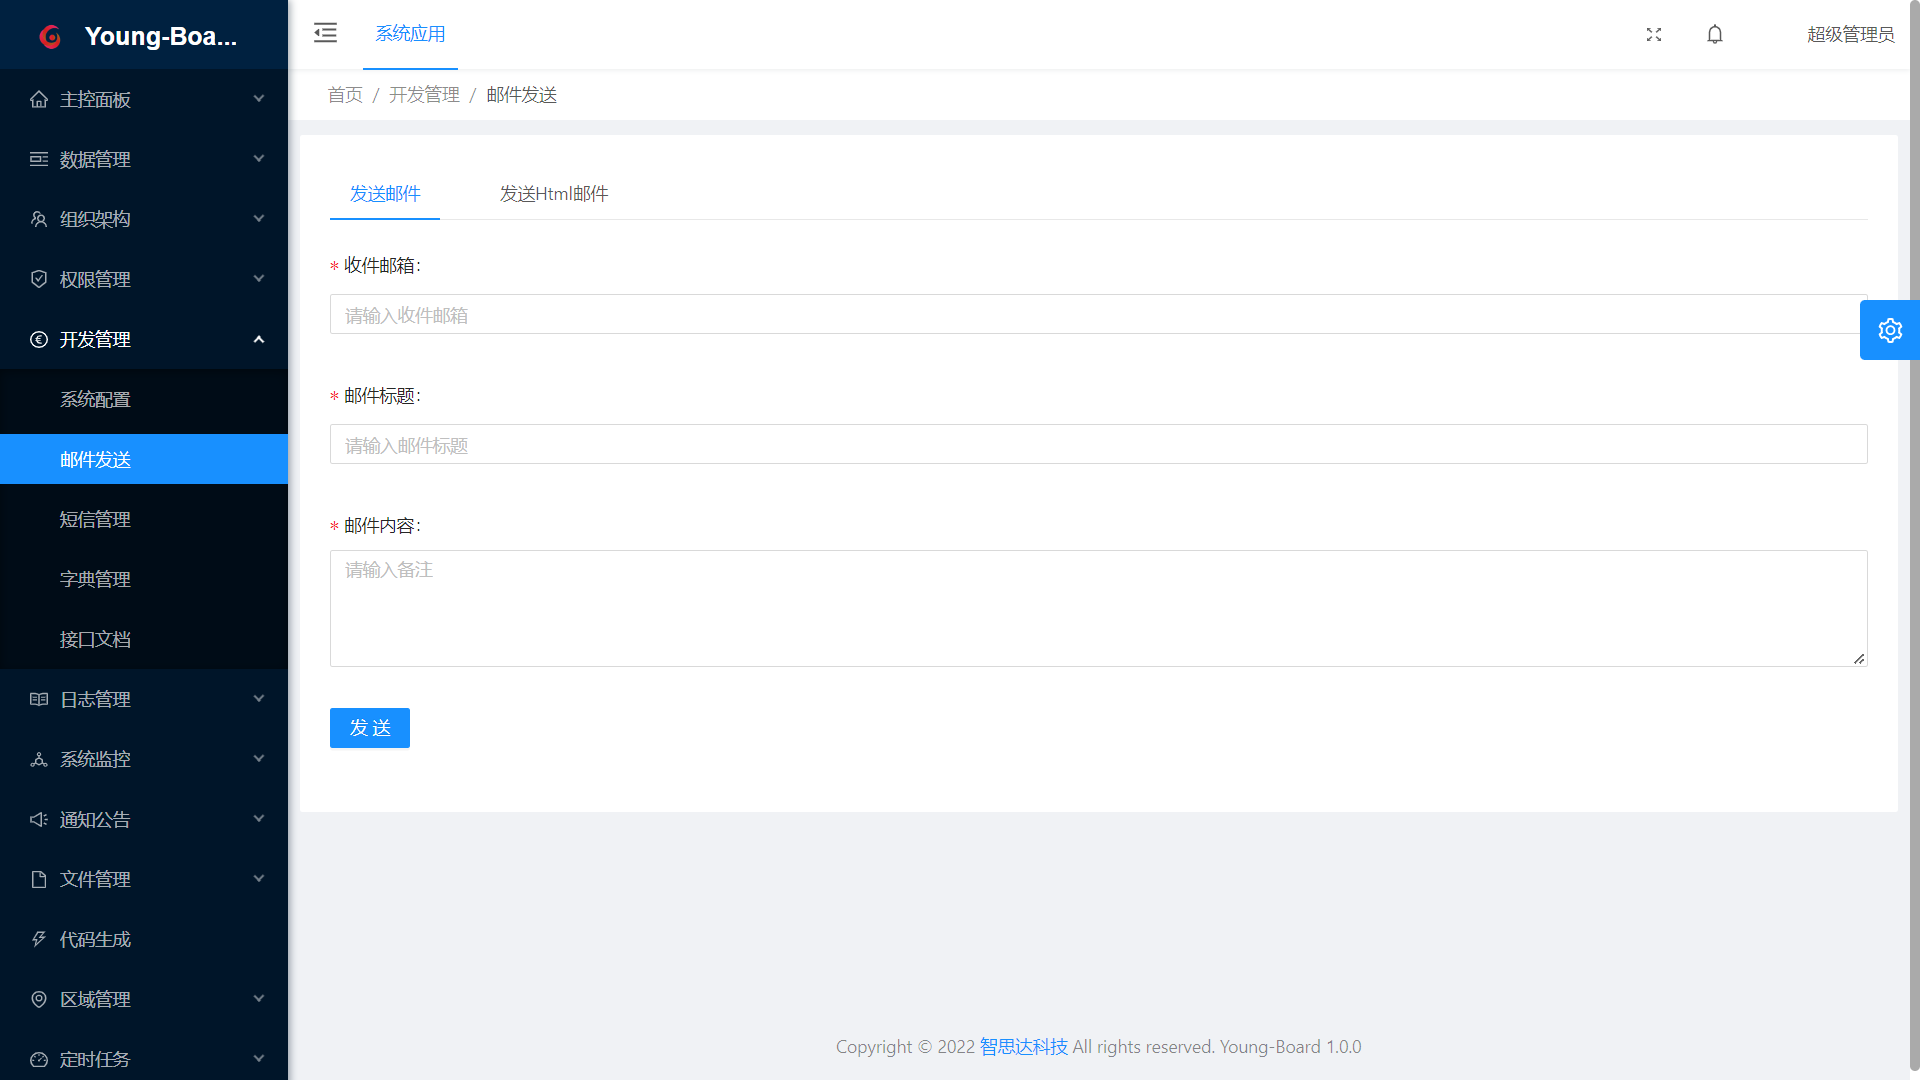 Young-Boa...
主控面板
数据管理
组织架构
权限管理
开发管理
系统配置
邮件发送
短信管理
字典管理
接口文档
日志管理
系统监控
通知公告
文件管理
代码生成
区域管理
定时任务
系统应用
超级管理员
首页 / 开发管理 / 邮件发送
发送邮件
发送Html邮件
* 收件邮箱:
请输入收件邮箱
* 邮件标题:
请输入邮件标题
* 邮件内容:
请输入备注
发 送
Copyright © 2022 智思达科技 All rights reserved. Young-Board 1.0.0